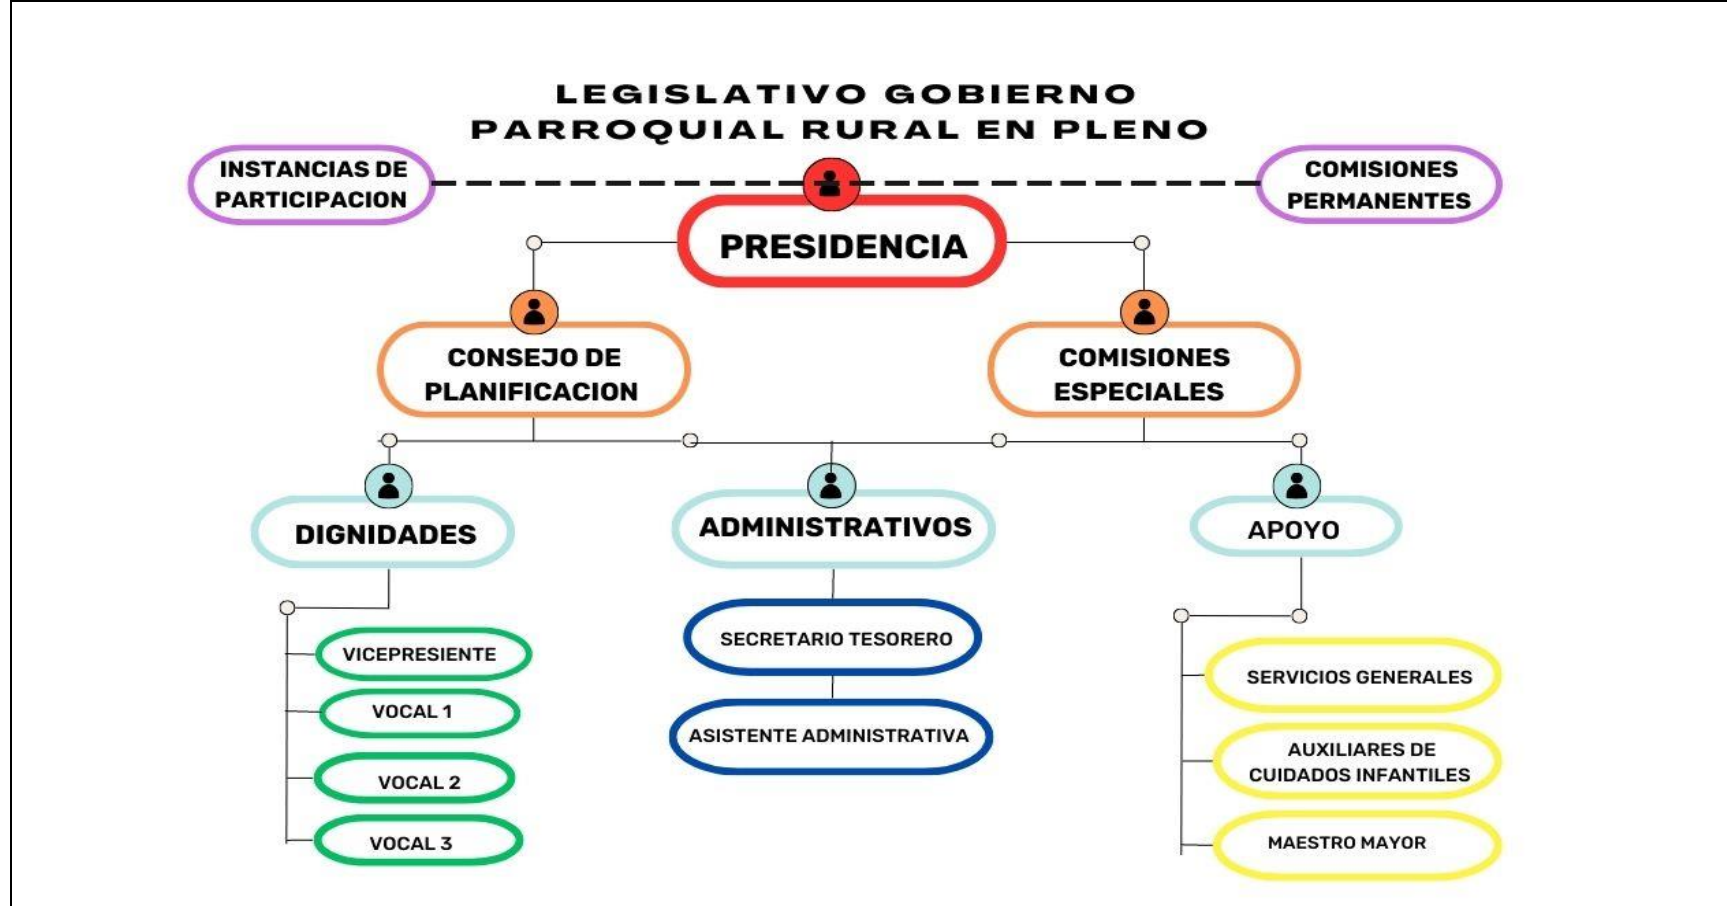 LEGISLATIVO GOBIERNO
PARROQUIAL RURAL EN PLENO
INSTANCIAS DE
PARTICIPACION
COMISIONES
PERMANENTES
PRESIDENCIA
CONSEJO DE
PLANIFICACION
COMISIONES
ESPECIALES
DIGNIDADES
ADMINISTRATIVOS
APOYO
VICEPRESIENTE
VOCAL 1
VOCAL 2
VOCAL 3
SECRETARIO TESORERO
ASISTENTE ADMINISTRATIVA
SERVICIOS GENERALES
AUXILIARES DE
CUIDADOS INFANTILES
MAESTRO MAYOR